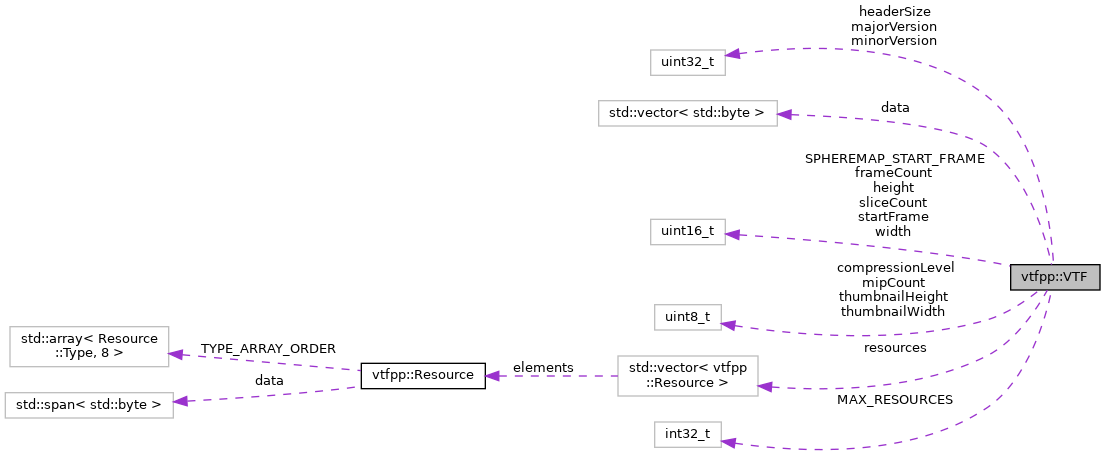 headerSize
majorVersion
minorVersion
uint32_t
std::vector< std::byte >
data
SPHEREMAP_START_FRAME
frameCount
height
sliceCount
startFrame
width
uint16_t
vtfpp::VTF
compressionLevel
mipCount
thumbnailHeight
thumbnailWidth
uint8_t
std::array< Resource
::Type, 8 >
TYPE_ARRAY_ORDER
vtfpp::Resource
elements
std::vector< vtfpp
::Resource >
resources
data
std::span< std::byte >
MAX_RESOURCES
int32_t